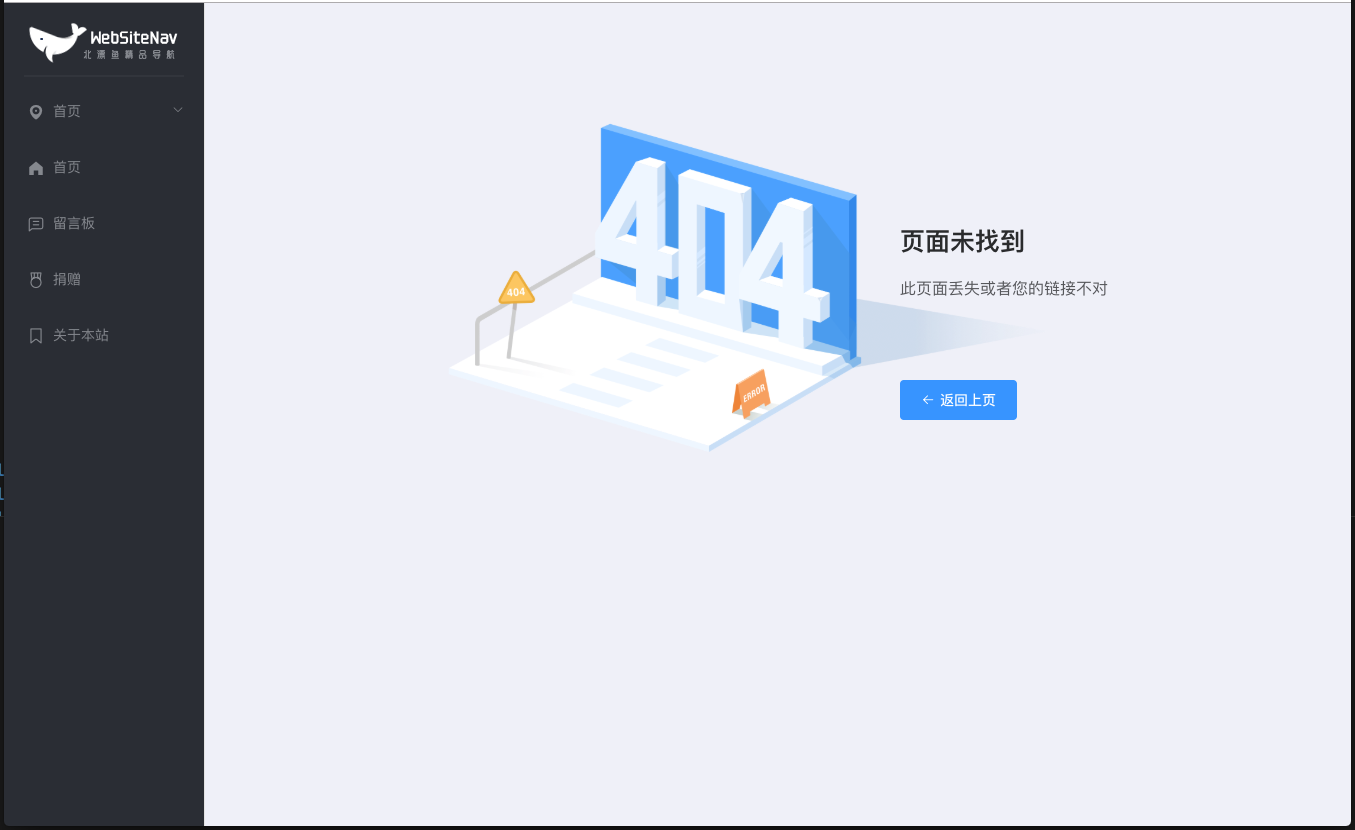 WebSiteNav
北漂鱼精品导航
首页
首页
留言板
捐赠
关于本站
404
404
ERROR
页面未找到
此页面丢失或者您的链接不对
← 返回上页